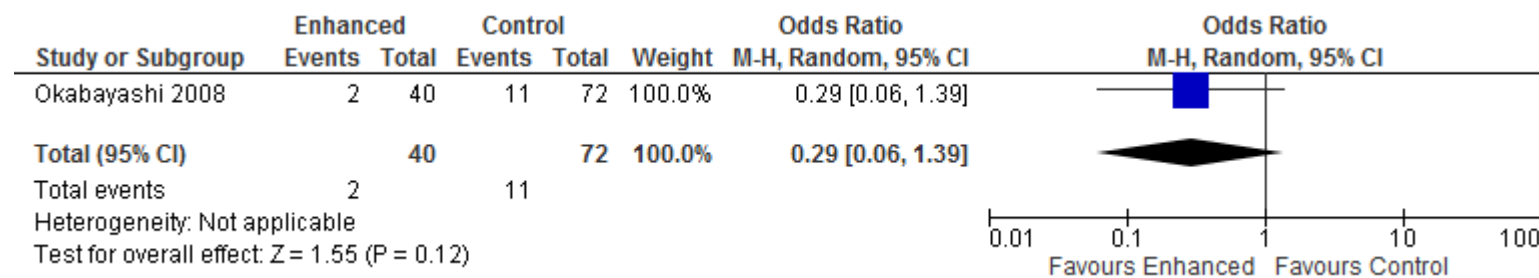 Enhanced Control Odds Ratio Odds Ratio
Study or Subgroup Events Total Events Total Weight M-H, Random, 95% CI M-H, Random, 95% CI
Okabayashi 2008 2 40 11 72 100.0% 0.29 [0.06, 1.39]
Total (95% CI) 40 72 100.0% 0.29 [0.06, 1.39]
Total events 2 11
Heterogeneity: Not applicable
Test for overall effect: Z = 1.55 (P = 0.12)
0.01 0.1 1 10 100
Favours Enhanced Favours Control